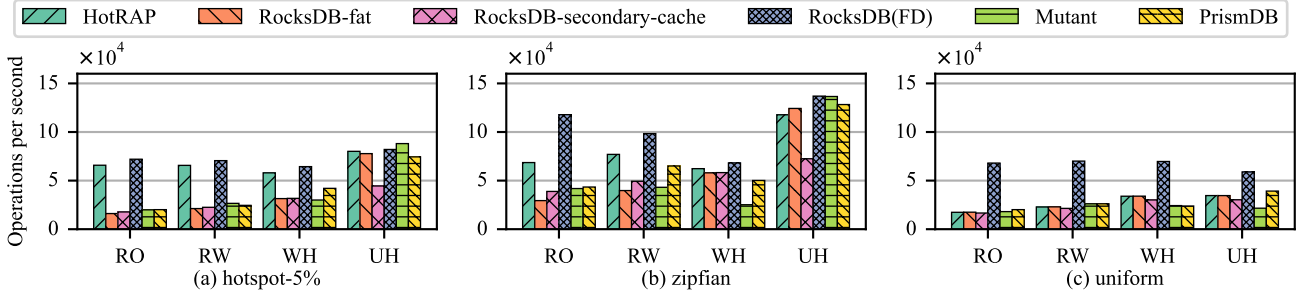 HotRAP RocksDB-fat RocksDB-secondary-cache RocksDB(FD) Mutant PrismDB
×10⁴ ×10⁴ ×10⁴
Operations per second
15 15 15
10 10 10
5 5 5
0 0 0
RO RW WH UH RO RW WH UH RO RW WH UH
(a) hotspot-5% (b) zipfian (c) uniform